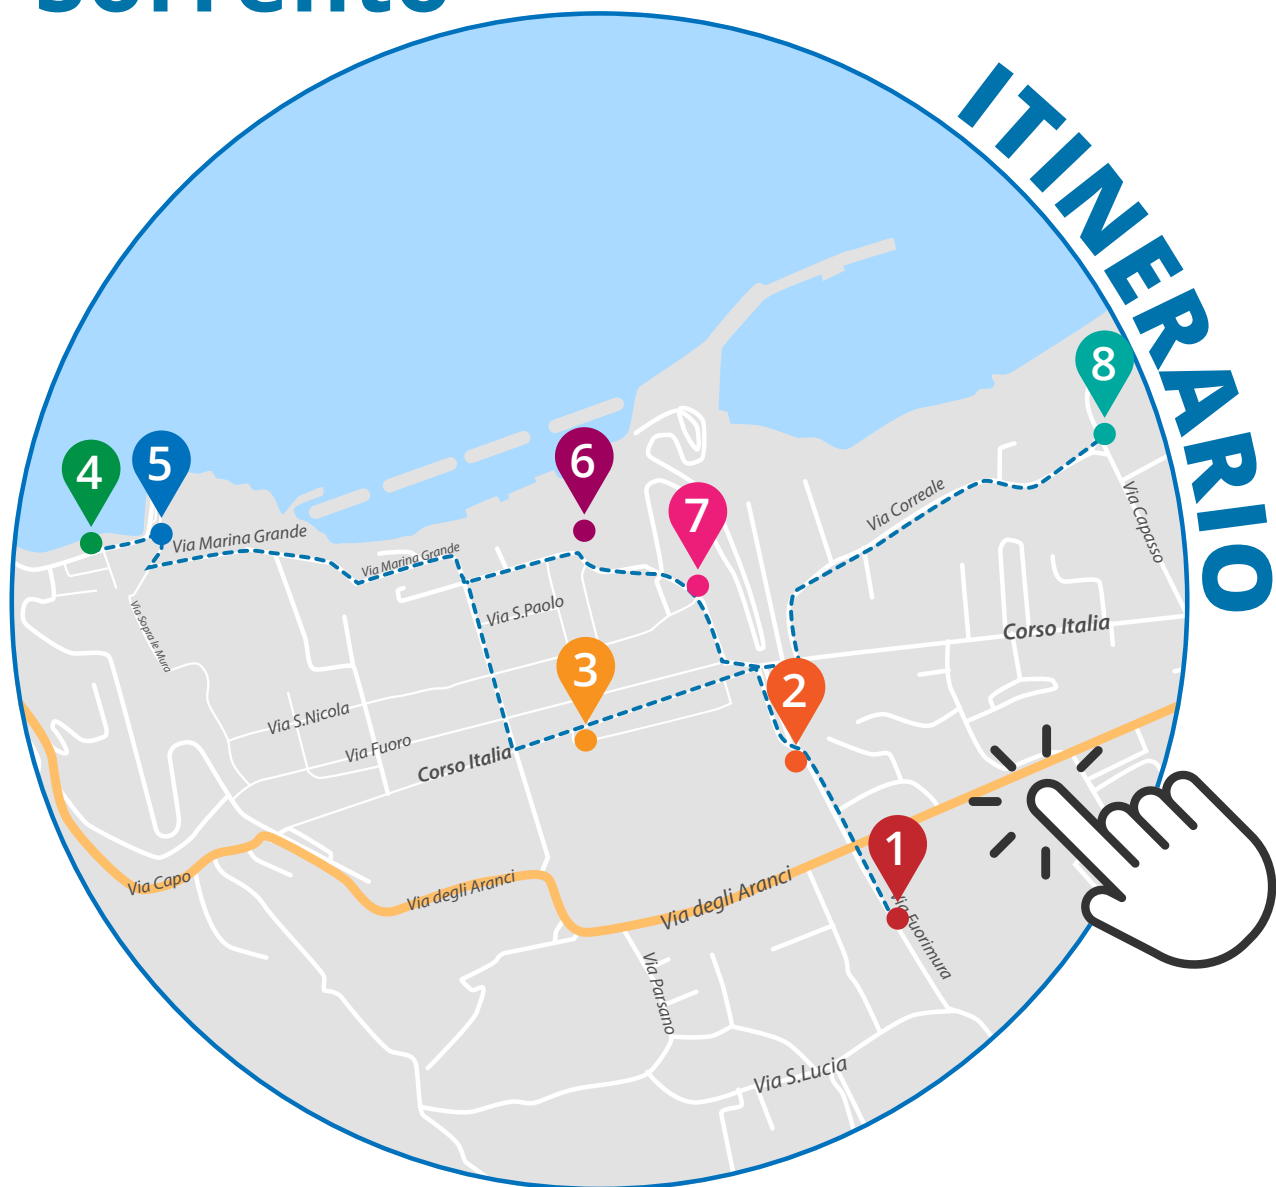 Sorrento
ITINERARIO
8
4
5
6
7
Via Marina Grande
Via Marina Grande
Via Correale
Via Capasso
Via Sopra le Mura
Via S.Paolo
Corso Italia
3
2
Via S.Nicola
Via Fuoro
Corso Italia
1
Via Capo
Via degli Aranci
Via degli Aranci
Via Fuorimura
Via Parsano
Via S.Lucia